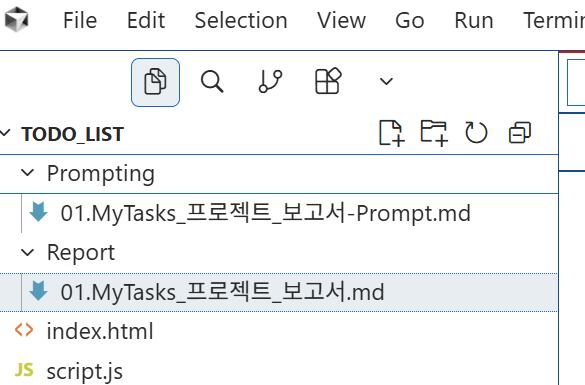 File Edit Selection View Go Run Termin
TODO_LIST
Prompting
01.MyTasks_프로젝트_보고서-Prompt.md
Report
01.MyTasks_프로젝트_보고서.md
<> index.html
JS script.js